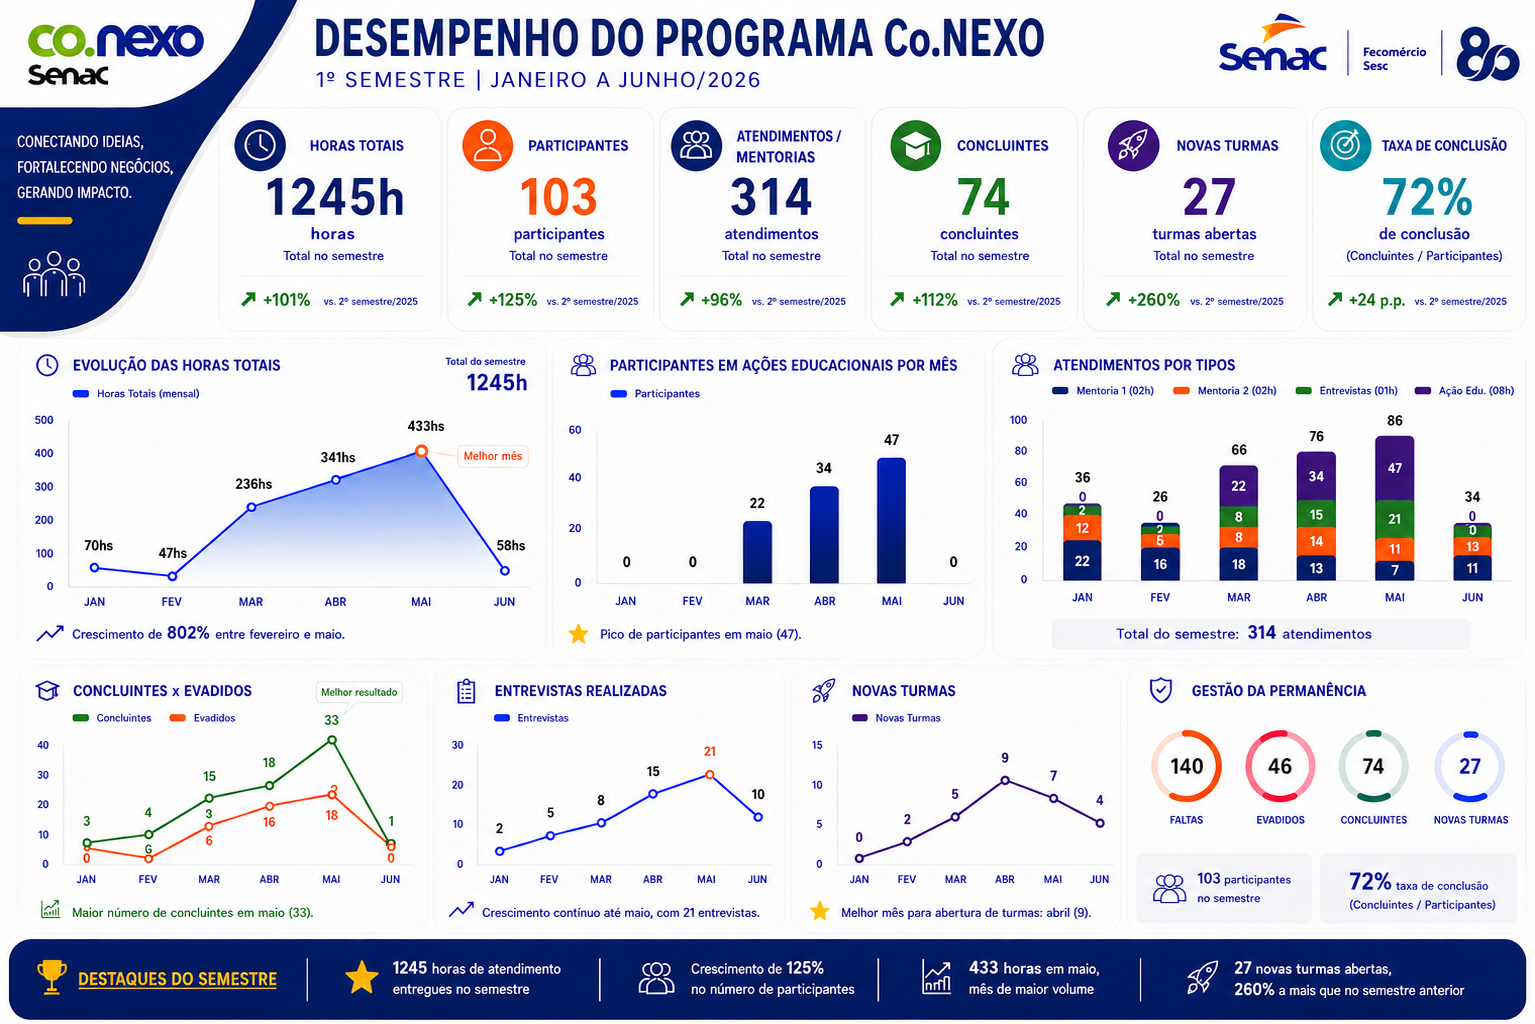 co.nexo
Senac
DESEMPENHO DO PROGRAMA Co.NEXO
1º SEMESTRE | JANEIRO A JUNHO/2026
Senac
Fecomércio
Sesc
80
CONECTANDO IDEIAS,
FORTALECENDO NEGÓCIOS,
GERANDO IMPACTO.
HORAS TOTAIS
1245h
horas
Total no semestre
+101% vs. 2º semestre/2025
PARTICIPANTES
103
participantes
Total no semestre
+125% vs. 2º semestre/2025
ATENDIMENTOS /
MENTORIAS
314
atendimentos
Total no semestre
+96% vs. 2º semestre/2025
CONCLUINTES
74
concluintes
Total no semestre
+112% vs. 2º semestre/2025
NOVAS TURMAS
27
turmas abertas
Total no semestre
+260% vs. 2º semestre/2025
TAXA DE CONCLUSÃO
72%
de conclusão
(Concluintes / Participantes)
+24 p.p. vs. 2º semestre/2025
EVOLUÇÃO DAS HORAS TOTAIS
Total do semestre
1245h
Horas Totais (mensal)
500
400
300
200
100
0
70hs
47hs
236hs
341hs
433hs
58hs
Melhor mês
JAN FEV MAR ABR MAI JUN
Crescimento de 802% entre fevereiro e maio.
PARTICIPANTES EM AÇÕES EDUCACIONAIS POR MÊS
Participantes
60
40
20
0
0 0 22 34 47 0
JAN FEV MAR ABR MAI JUN
Pico de participantes em maio (47).
ATENDIMENTOS POR TIPOS
Mentoria 1 (02h) Mentoria 2 (02h) Entrevistas (01h) Ação Edu. (08h)
100
80
60
40
20
0
36 26 66 76 86 34
0 0 22 34 47
2 2 8 15 21 0
12 5 8 14 11 13
22 16 18 13 7 11
JAN FEV MAR ABR MAI JUN
Total do semestre: 314 atendimentos
CONCLUINTES x EVADIDOS
Melhor resultado
Concluintes Evadidos
40
30
20
10
0
3 4 15 18 33 1
3
0 6 16 18 0
JAN FEV MAR ABR MAI JUN
Maior número de concluintes em maio (33).
ENTREVISTAS REALIZADAS
Entrevistas
30
20
10
0
2 5 8 15 21 10
JAN FEV MAR ABR MAI JUN
Crescimento contínuo até maio, com 21 entrevistas.
NOVAS TURMAS
Novas Turmas
15
10
5
0
0 2 5 9 7 4
JAN FEV MAR ABR MAI JUN
Melhor mês para abertura de turmas: abril (9).
GESTÃO DA PERMANÊNCIA
140 46 74 27
FALTAS EVADIDOS CONCLUINTES NOVAS TURMAS
103 participantes
no semestre
72% taxa de conclusão
(Concluintes / Participantes)
DESTAQUES DO SEMESTRE
1245 horas de atendimento
entregues no semestre
Crescimento de 125%
no número de participantes
433 horas em maio,
mês de maior volume
27 novas turmas abertas,
260% a mais que no semestre anterior